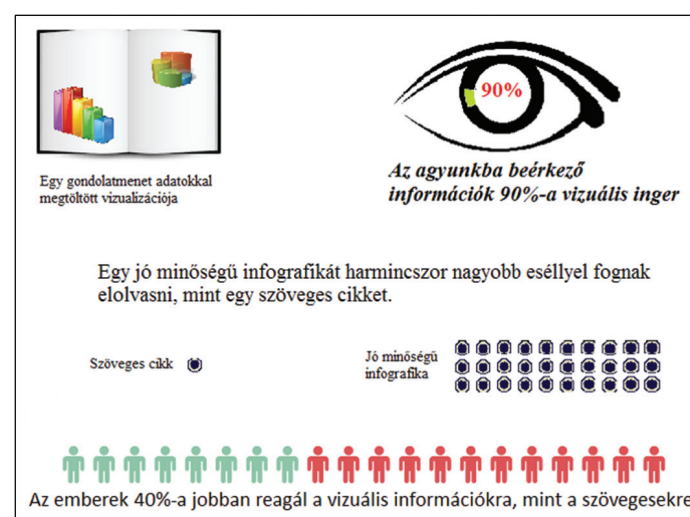 90%
Egy gondolatmenet adatokkal
megtöltött vizualizációja
Az agyunkba beérkező
információk 90%-a vizuális inger
Egy jó minőségű infografikát harmincszor nagyobb eséllyel fognak
elolvasni, mint egy szöveges cikket.
Szöveges cikk
Jó minőségű
infografika
Az emberek 40%-a jobban reagál a vizuális információkra, mint a szövegesekre